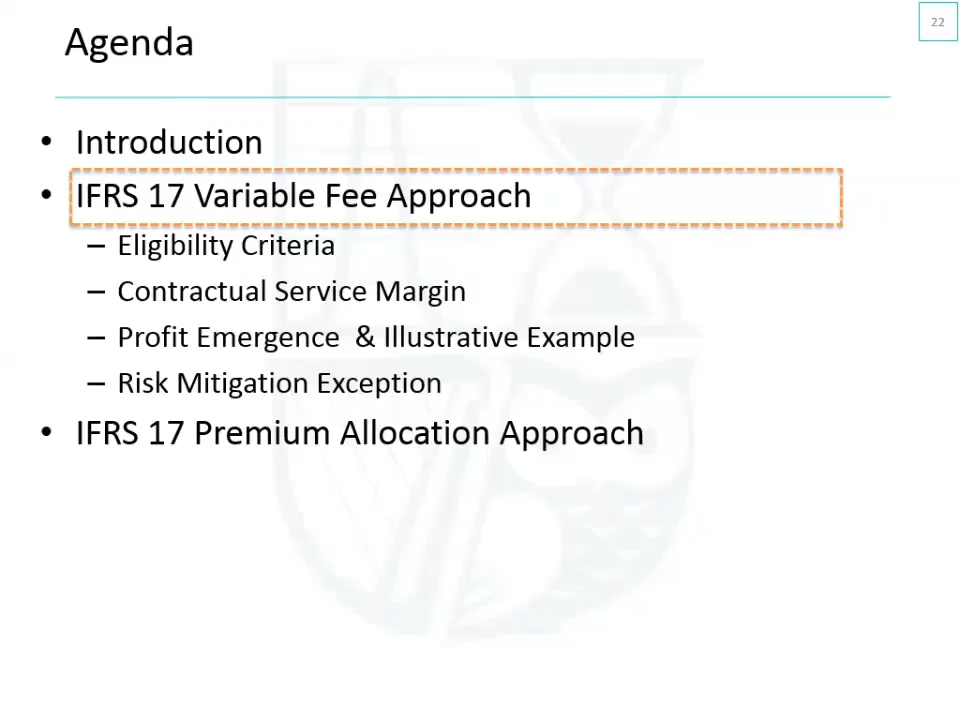 22
Agenda
• Introduction
• IFRS 17 Variable Fee Approach
– Eligibility Criteria
– Contractual Service Margin
– Profit Emergence & Illustrative Example
– Risk Mitigation Exception
• IFRS 17 Premium Allocation Approach